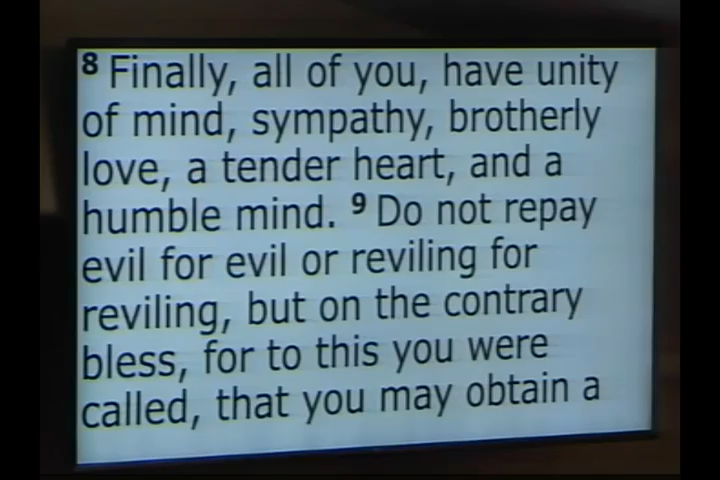 8 Finally, all of you, have unity
of mind, sympathy, brotherly
love, a tender heart, and a
humble mind. 9 Do not repay
evil for evil or reviling for
reviling, but on the contrary
bless, for to this you were
called, that you may obtain a